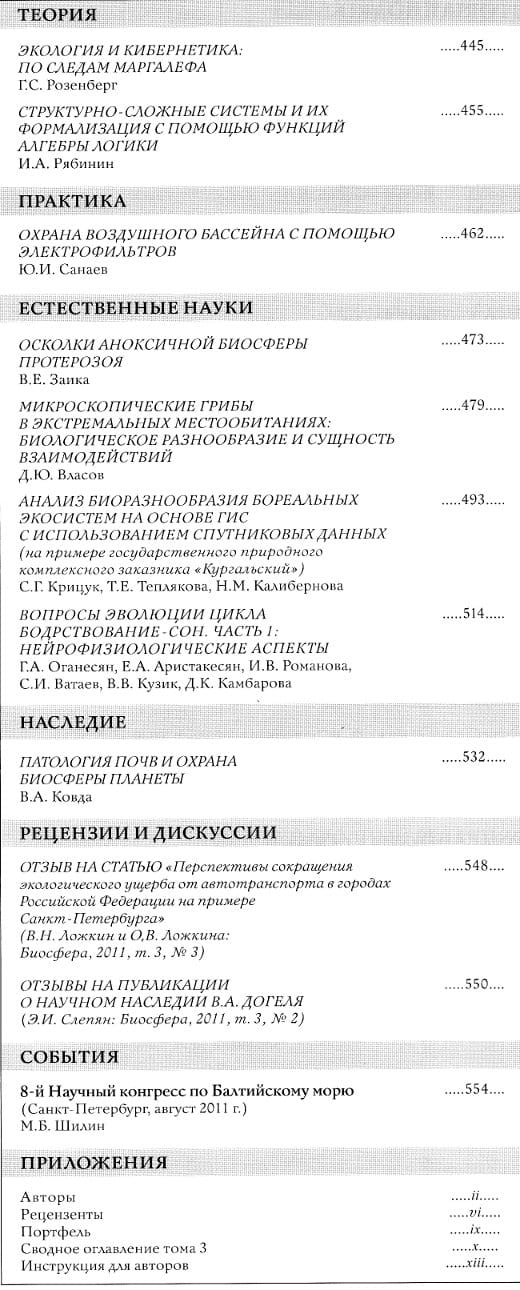 ТЕОРИЯ
ЭКОЛОГИЯ И КИБЕРНЕТИКА: .....445.....
ПО СЛЕДАМ МАРГАЛЕФА
Г.С. Розенберг
СТРУКТУРНО-СЛОЖНЫЕ СИСТЕМЫ И ИХ .....455.....
ФОРМАЛИЗАЦИЯ С ПОМОЩЬЮ ФУНКЦИЙ
АЛГЕБРЫ ЛОГИКИ
И.А. Рябинин
ПРАКТИКА
ОХРАНА ВОЗДУШНОГО БАССЕЙНА С ПОМОЩЬЮ .....462.....
ЭЛЕКТРОФИЛЬТРОВ
Ю.И. Санаев
ЕСТЕСТВЕННЫЕ НАУКИ
ОСКОЛКИ АНОКСИЧНОЙ БИОСФЕРЫ .....473.....
ПРОТЕРОЗОЯ
В.Е. Заика
МИКРОСКОПИЧЕСКИЕ ГРИБЫ .....479.....
В ЭКСТРЕМАЛЬНЫХ МЕСТООБИТАНИЯХ:
БИОЛОГИЧЕСКОЕ РАЗНООБРАЗИЕ И СУЩНОСТЬ
ВЗАИМОДЕЙСТВИЙ
Д.Ю. Власов
АНАЛИЗ БИОРАЗНООБРАЗИЯ БОРЕАЛЬНЫХ .....493.....
ЭКОСИСТЕМ НА ОСНОВЕ ГИС
С ИСПОЛЬЗОВАНИЕМ СПУТНИКОВЫХ ДАННЫХ
(на примере государственного природного
комплексного заказника «Кургальский»)
С.Г. Крицук, Т.Е. Теплякова, Н.М. Калибернова
ВОПРОСЫ ЭВОЛЮЦИИ ЦИКЛА .....514.....
БОДРСТВОВАНИЕ-СОН. ЧАСТЬ 1:
НЕЙРОФИЗИОЛОГИЧЕСКИЕ АСПЕКТЫ
Г.А. Оганесян, Е.А. Аристакесян, И.В. Романова,
С.И. Ватаев, В.В. Кузик, Д.К. Камбарова
НАСЛЕДИЕ
ПАТОЛОГИЯ ПОЧВ И ОХРАНА .....532.....
БИОСФЕРЫ ПЛАНЕТЫ
В.А. Ковда
РЕЦЕНЗИИ И ДИСКУССИИ
ОТЗЫВ НА СТАТЬЮ «Перспективы сокращения .....548....
экологического ущерба от автотранспорта в городах
Российской Федерации на примере
Санкт-Петербурга»
(В.Н. Ложкин и О,В. Ложкина:
Биосфера, 2011, т. 3, № 3)
ОТЗЫВЫ НА ПУБЛИКАЦИИ .....550....
О НАУЧНОМ НАСЛЕДИИ В.А. ДОГЕЛЯ
(Э.И. Слепян: Биосфера, 2011, т. 3, № 2)
СОБЫТИЯ
8-й Научный конгресс по Балтийскому морю .....554....
(Санкт-Петербург, август 2011 г.)
М.Б. Шилин
ПРИЛОЖЕНИЯ
Авторы .....ii.....
Рецензенты .....vi.....
Портфель .....ix.....
Сводное оглавление тома 3 .....x.....
Инструкция для авторов .....xiii.....